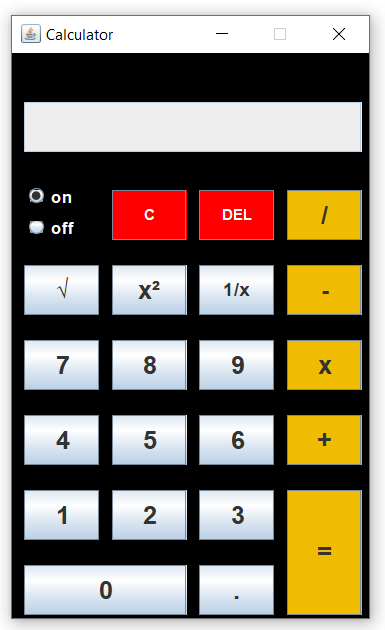 Calculator
on
off
C DEL /
√ x² 1/x -
7 8 9 x
4 5 6 +
1 2 3
=
0 .